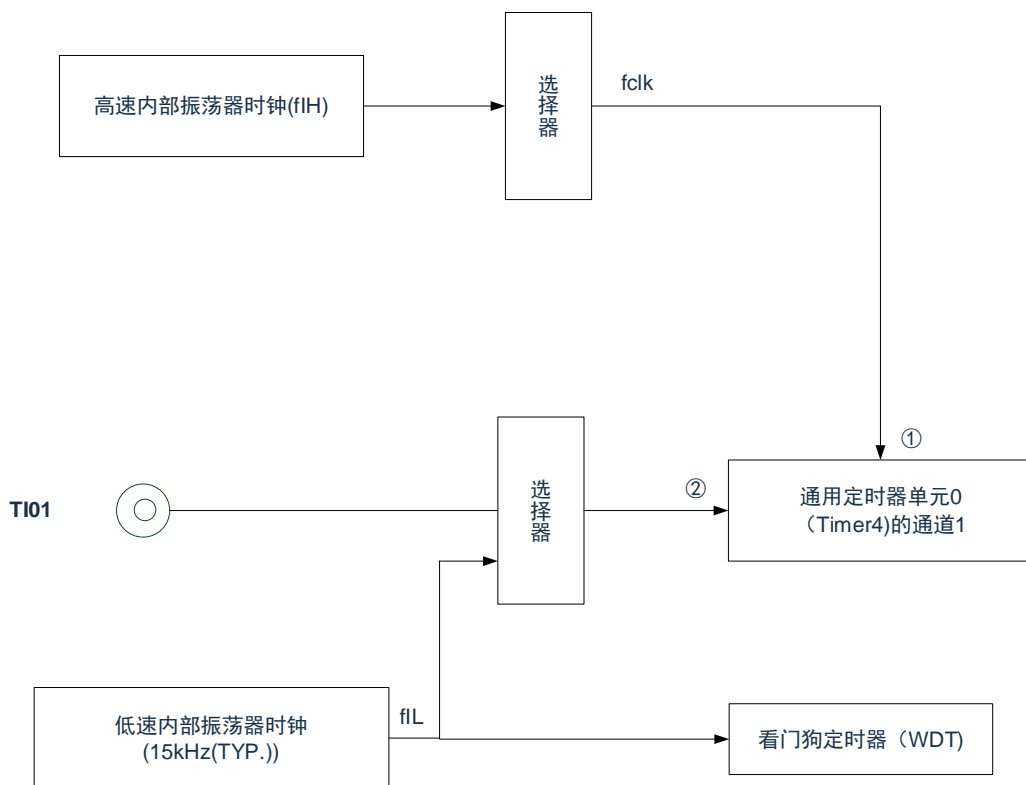 高速内部振荡器时钟(fIH)
选择器
fclk
①
TI01
选择器
②
通用定时器单元0
（Timer4)的通道1
低速内部振荡器时钟
(15kHz(TYP.))
fIL
看门狗定时器（WDT)